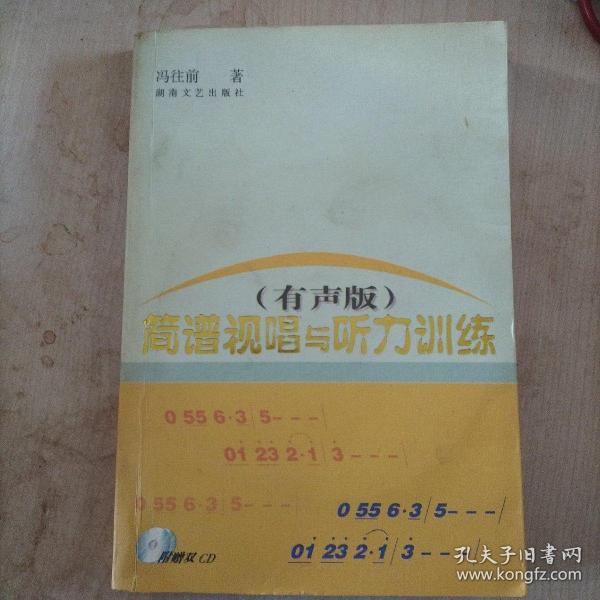 冯往前 著
湖南文艺出版社
（有声版）
简谱视唱与听力训练
0 55 6·3|5---|
01 23 2·1|3---|
0 55 6·3|5---|
0 55 6·3|5---|
01 23 2·1|3---|
附赠双CD
孔夫子旧书网
www.kongfz.com